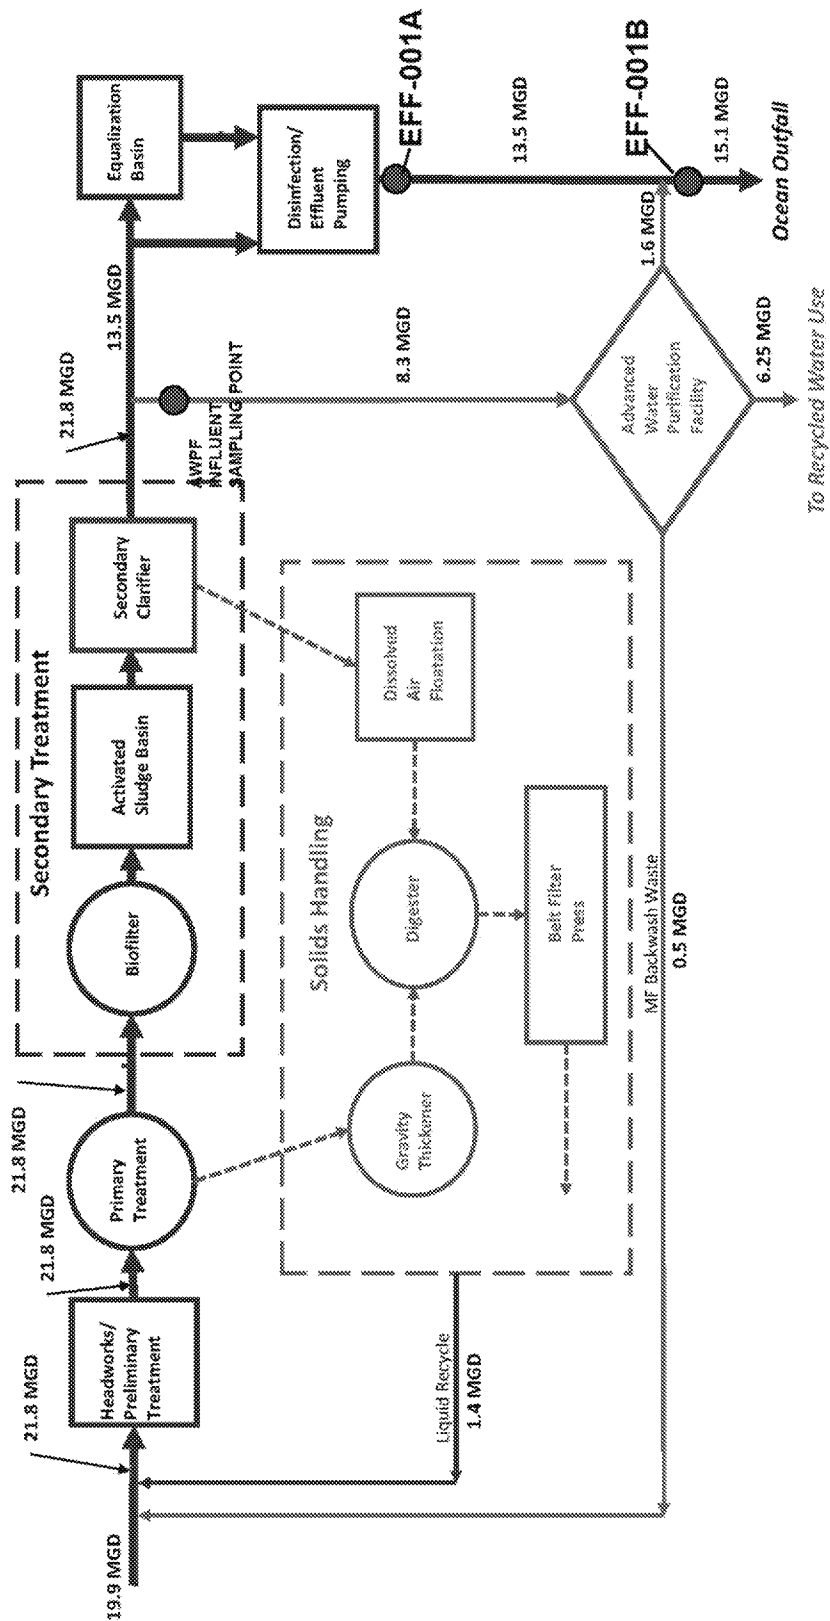 19.9 MGD
21.8 MGD
Headworks/
Preliminary
Treatment
21.8 MGD
Primary
Treatment
21.8 MGD
Secondary Treatment
Biofilter
Activated
Sludge Basin
Secondary
Clarifier
21.8 MGD
13.5 MGD
Equalization
Basin
AWPF
INFLUENT
SAMPLING POINT
Disinfection/
Effluent
Pumping
EFF-001A
8.3 MGD
13.5 MGD
Solids Handling
Gravity
Thickener
Digester
Dissolved
Air
Floatation
Belt Filter
Press
Liquid Recycle
1.4 MGD
MF Backwash Waste
0.5 MGD
Advanced
Water
Purification
Facility
1.6 MGD
EFF-001B
15.1 MGD
Ocean Outfall
6.25 MGD
To Recycled Water Use